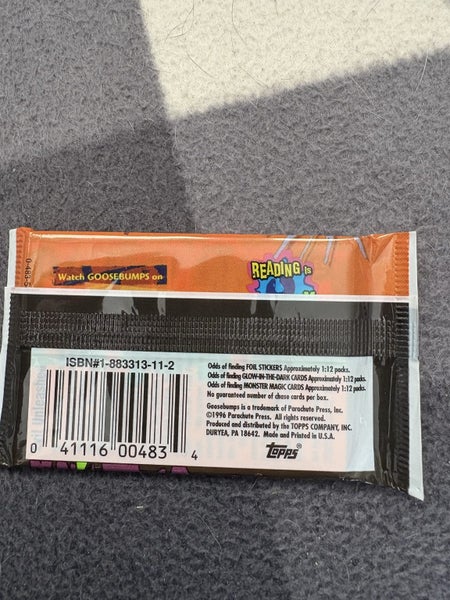 0-483-5
Watch GOOSEBUMPS on
READING is
ISBN#1-883313-11-2
0 41116 00483 4
Odds of finding FOIL STICKERS Approximately 1:12 packs.
Odds of finding GLOW-IN-THE-DARK CARDS Approximately 1:12 packs.
Odds of finding MONSTER MAGIC CARDS Approximately 1:12 packs.
No guaranteed number of these cards per box.
Goosebumps is a trademark of Parachute Press, Inc.
©1996 Parachute Press. All rights reserved.
Produced and distributed by the TOPPS COMPANY, INC.
DURYEA, PA 18642. Made and Printed in U.S.A.
TOPPS